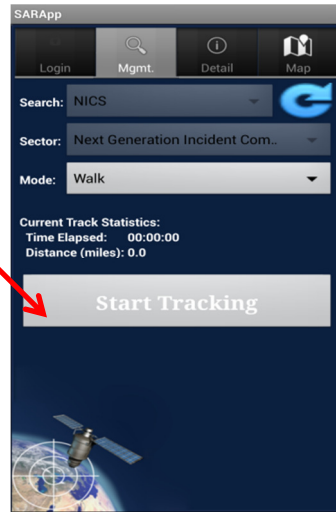 SARApp
Login Mgmt. Detail Map
Search: NICS
Sector: Next Generation Incident Com..
Mode: Walk
Current Track Statistics:
Time Elapsed: 00:00:00
Distance (miles): 0.0
Start Tracking